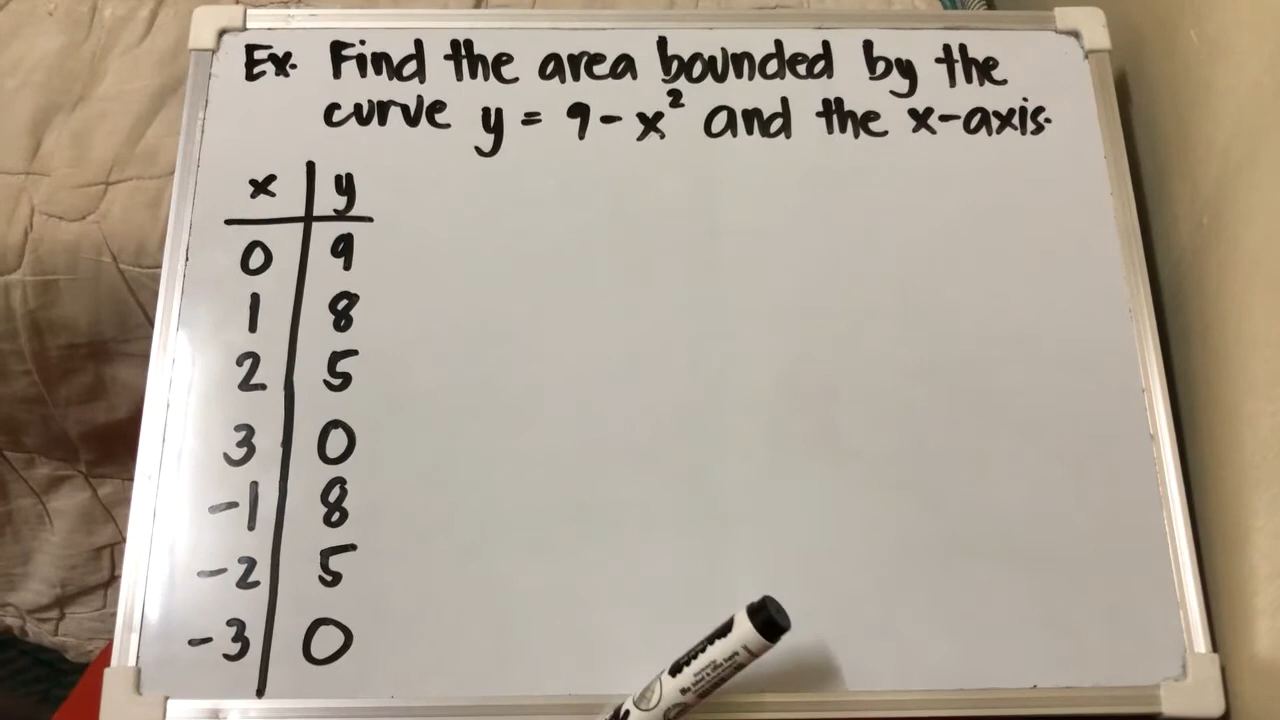 Ex. Find the area bounded by the
curve y = 9 - x² and the x-axis.
x y
0 9
1 8
2 5
3 0
-1 8
-2 5
-3 0